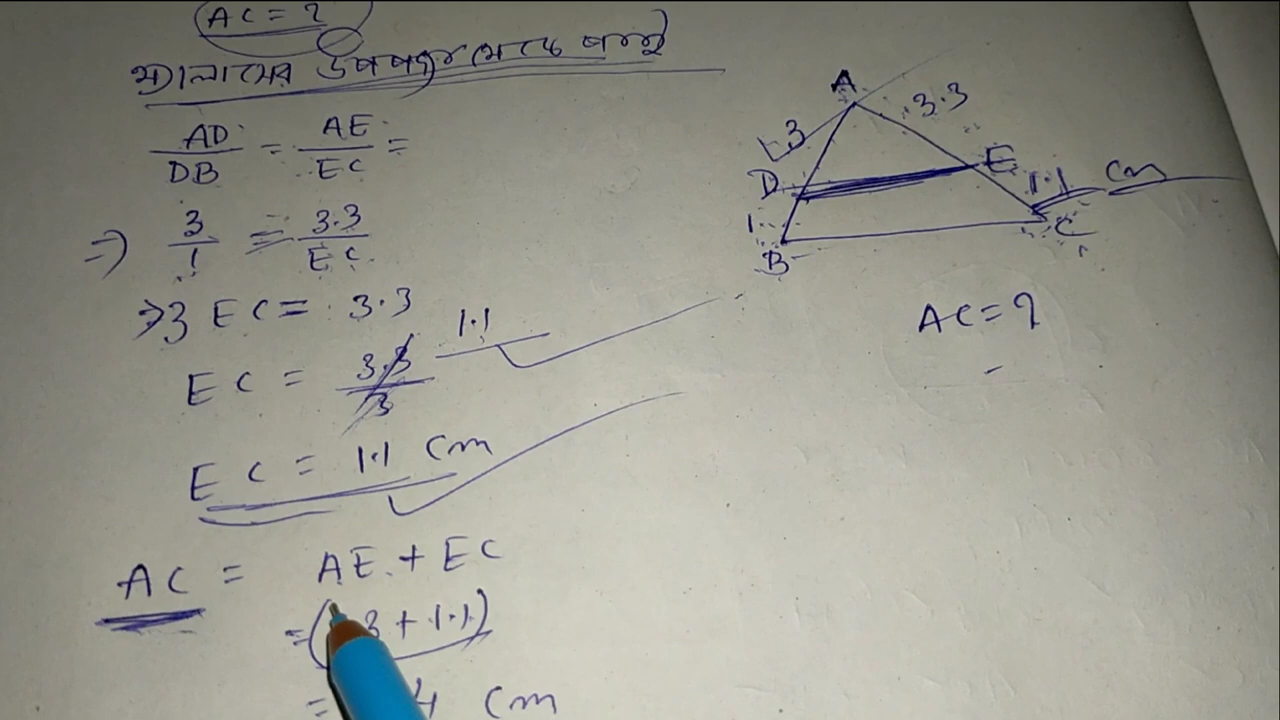 AC = ?
থ্যালাসের উপপাদ্য থেকে পাই
AD/DB = AE/EC =
=> 3/1 = 3.3/EC
=> 3 EC = 3.3
EC = 3.3/3 1.1
EC = 1.1 cm
AC = AE + EC
= ( 3 + 1.1)
= 4 cm
A
3
3.3
D
E
1.1 cm
1
B
C
AC = ?